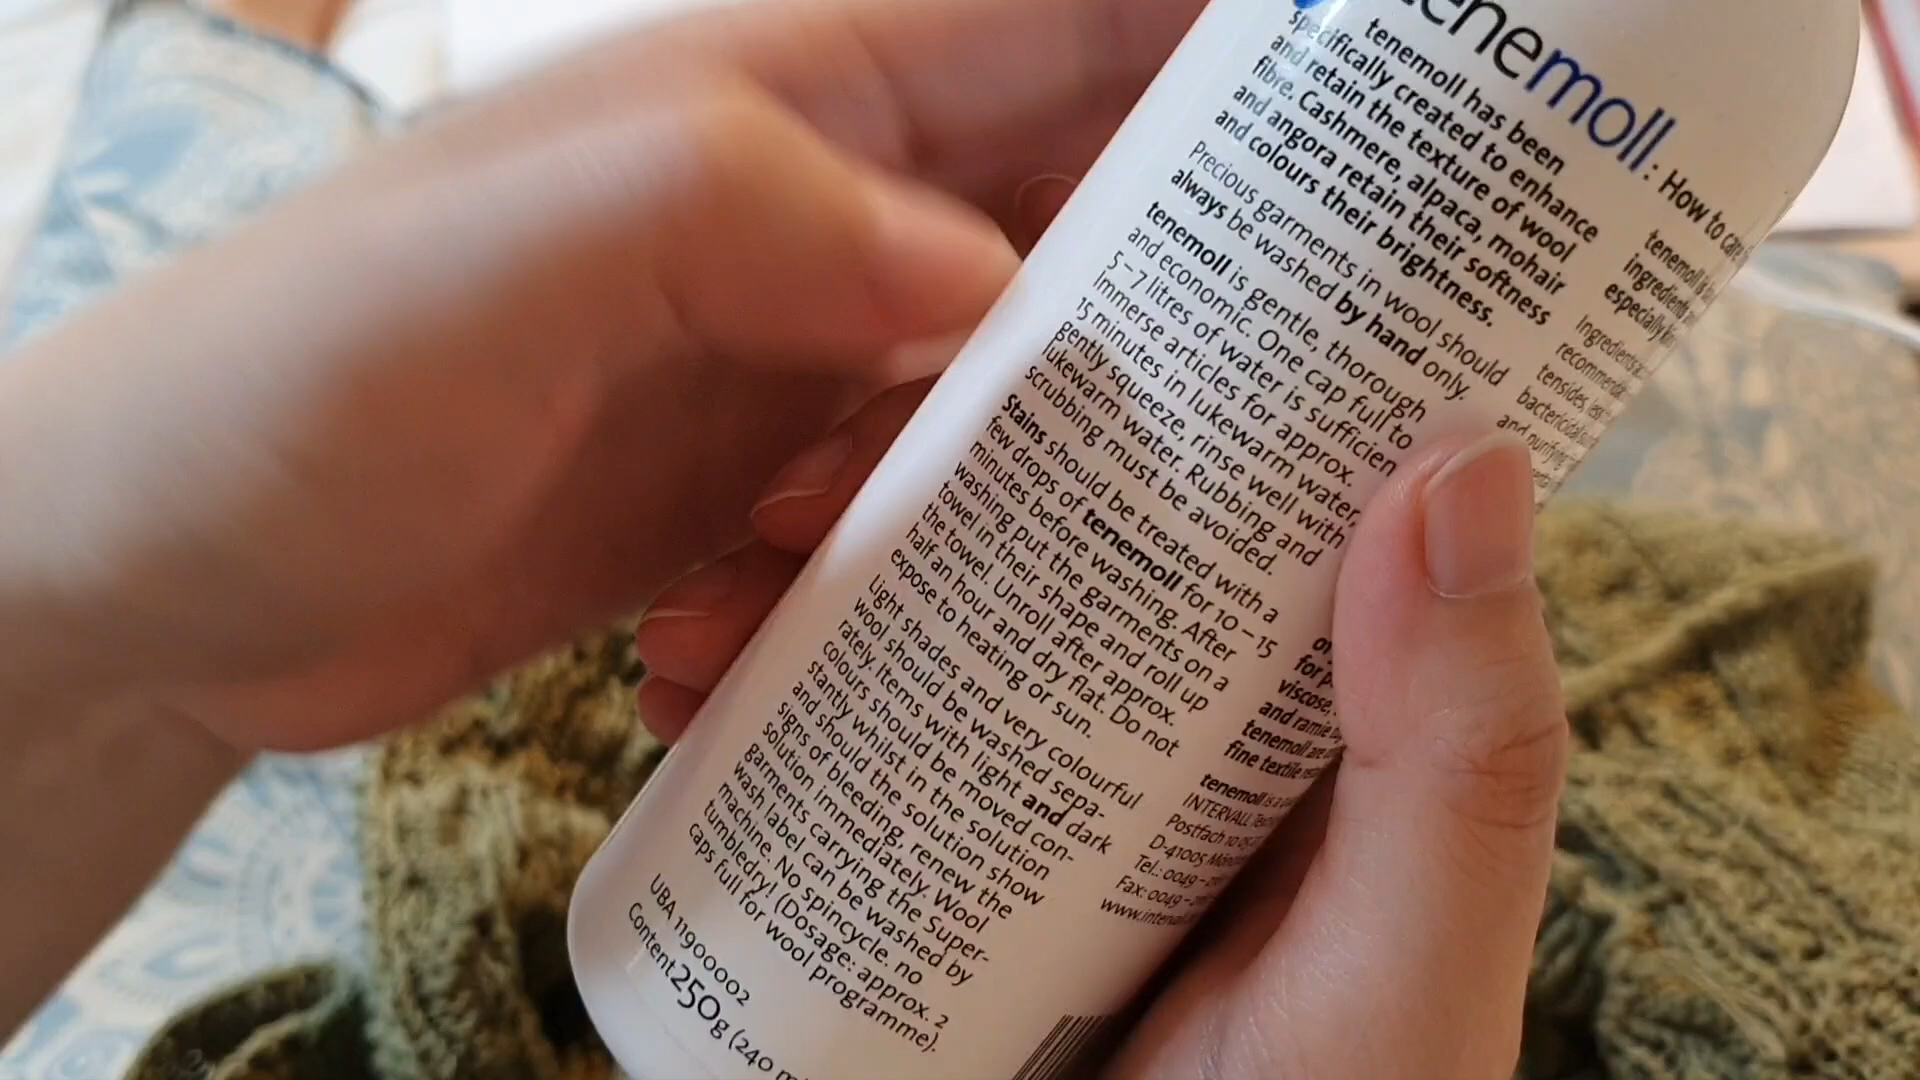 tenemoll: How to care
tenemoll has been
specifically created to enhance
and retain the texture of wool
fibre. Cashmere, alpaca, mohair
and angora retain their softness
and colours their brightness.
Precious garments in wool should
always be washed by hand only.
tenemoll is gentle, thorough
and economic. One cap full to
5–7 litres of water is sufficien
Immerse articles for approx.
15 minutes in lukewarm water,
gently squeeze, rinse well with
lukewarm water. Rubbing and
scrubbing must be avoided.
Stains should be treated with a
few drops of tenemoll for 10–15
minutes before washing. After
washing put the garments on a
towel in their shape and roll up
the towel. Unroll after approx.
half an hour and dry flat. Do not
expose to heating or sun.
Light shades and very colourful
wool should be washed sepa-
rately. Items with light and dark
colours should be moved con-
stantly whilst in the solution
and should the solution show
signs of bleeding, renew the
solution immediately. Wool
garments carrying the Super-
wash label can be washed by
machine. No spincycle. no
tumbledry! (Dosage: approx. 2
caps full for wool programme).
UBA 11900002
Content 250g (240 m
tenemoll is
ingredients
especially
Ingredients
recommenda
tensides,
bactericidal
and purifying
for
viscose,
and ramie
tenemoll are
fine textile
tenemoll is a
INTERVALL
Postfach 10
D-41005
Tel.: 0049 –
Fax: 0049 –
www.interval